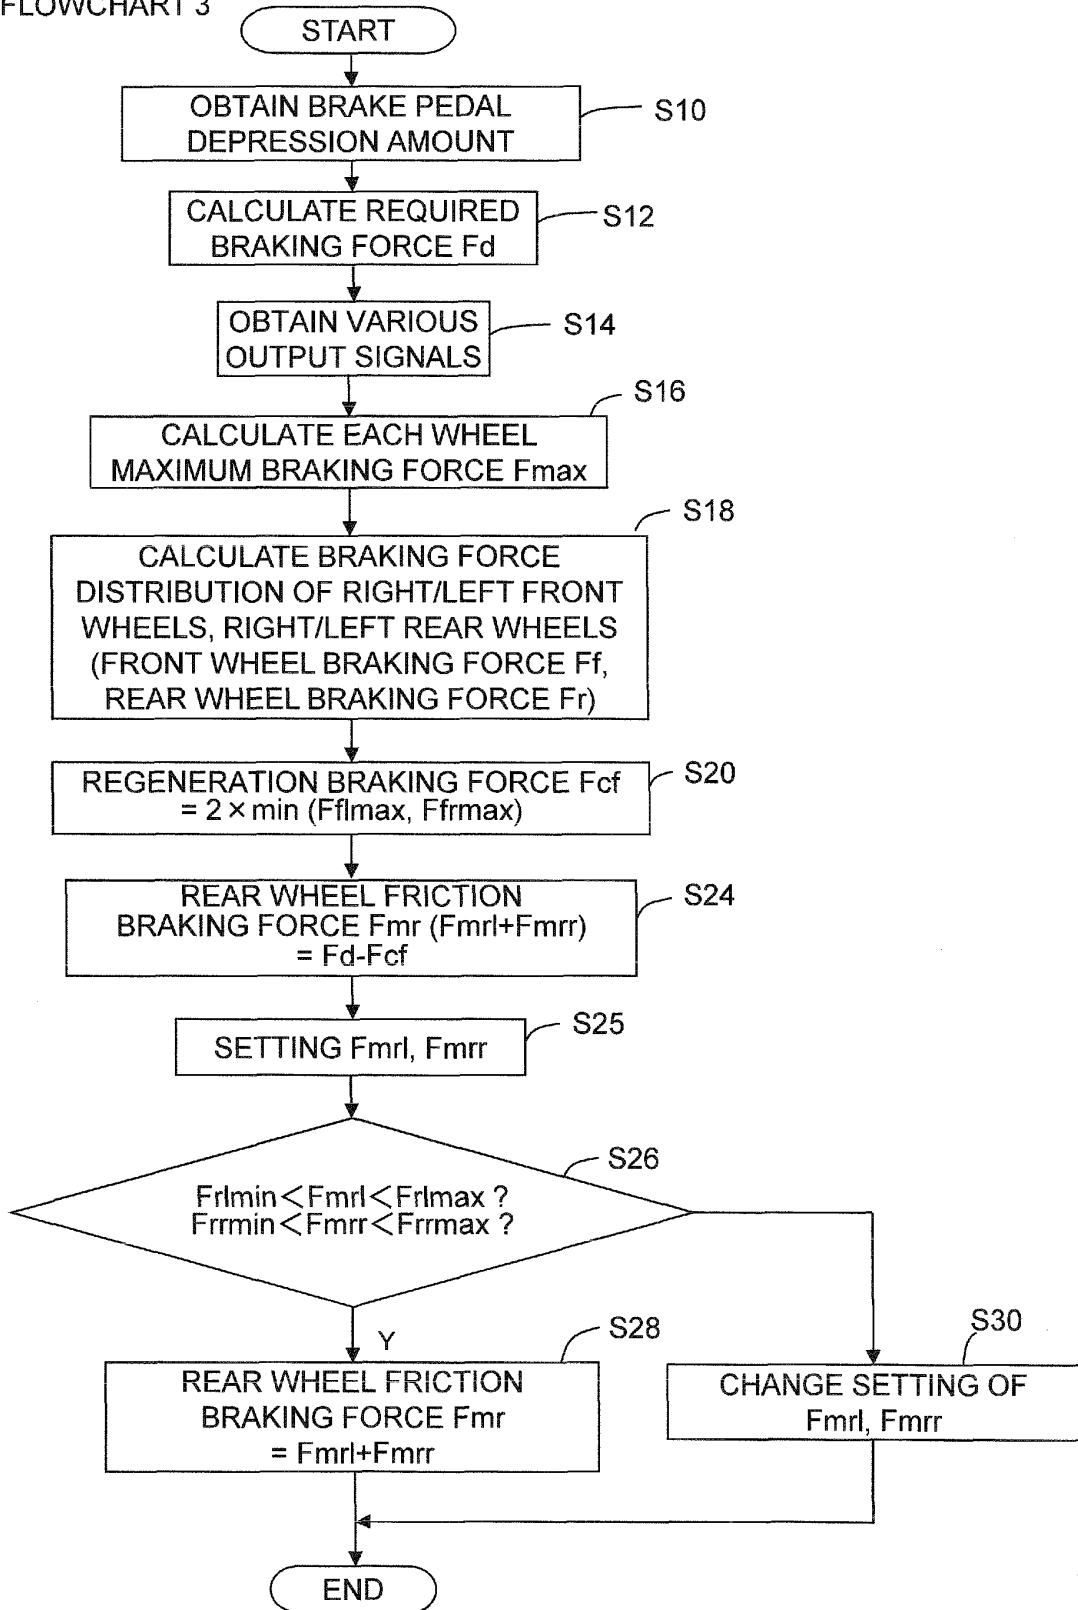 FLOWCHART 3
START
OBTAIN BRAKE PEDAL
DEPRESSION AMOUNT
S10
CALCULATE REQUIRED
BRAKING FORCE Fd
S12
OBTAIN VARIOUS
OUTPUT SIGNALS
S14
S16
CALCULATE EACH WHEEL
MAXIMUM BRAKING FORCE Fmax
S18
CALCULATE BRAKING FORCE
DISTRIBUTION OF RIGHT/LEFT FRONT
WHEELS, RIGHT/LEFT REAR WHEELS
(FRONT WHEEL BRAKING FORCE Ff,
REAR WHEEL BRAKING FORCE Fr)
REGENERATION BRAKING FORCE Fcf
= 2×min (Fflmax, Ffrmax)
S20
REAR WHEEL FRICTION
BRAKING FORCE Fmr (Fmrl+Fmrr)
= Fd-Fcf
S24
S25
SETTING Fmrl, Fmrr
S26
Frlmin<Fmrl<Frlmax ?
Frrmin<Fmrr<Frrmax ?
Y
S28
REAR WHEEL FRICTION
BRAKING FORCE Fmr
= Fmrl+Fmrr
S30
CHANGE SETTING OF
Fmrl, Fmrr
END